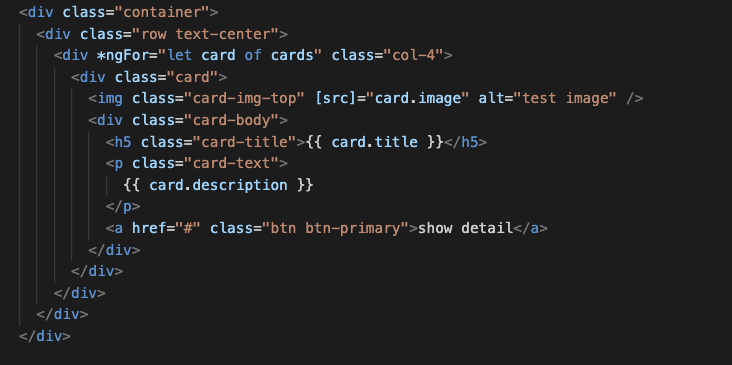 <div class="container">
<div class="row text-center">
<div *ngFor="let card of cards" class="col-4">
<div class="card">
<img class="card-img-top" [src]="card.image" alt="test image" />
<div class="card-body">
<h5 class="card-title">{{ card.title }}</h5>
<p class="card-text">
{{ card.description }}
</p>
<a href="#" class="btn btn-primary">show detail</a>
</div>
</div>
</div>
</div>
</div>